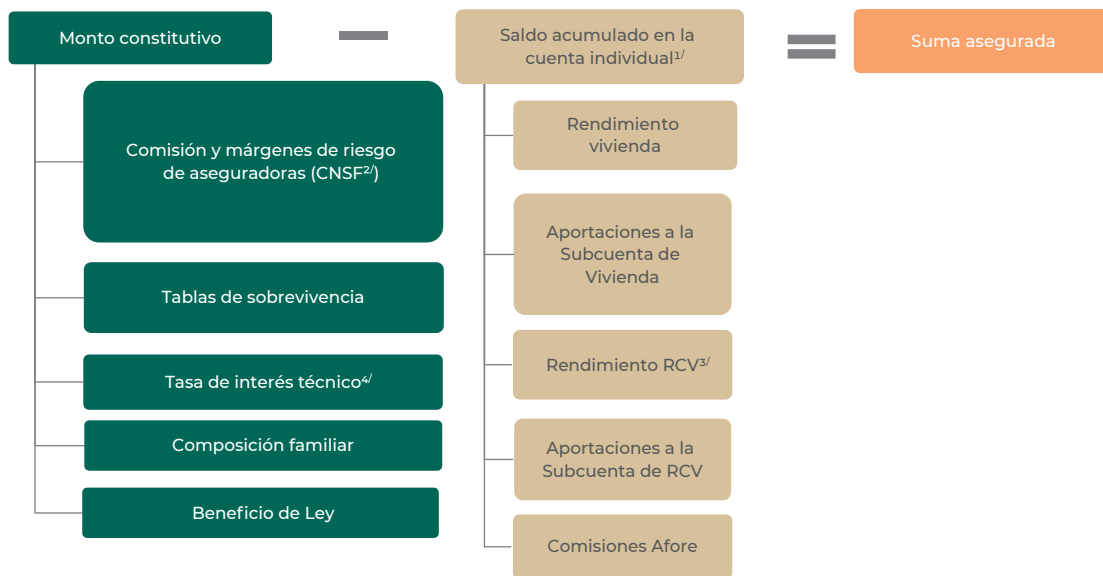 Monto constitutivo
Saldo acumulado en la
cuenta individual¹/
Suma asegurada
Comisión y márgenes de riesgo
de aseguradoras (CNSF²/)
Tablas de sobrevivencia
Tasa de interés técnico⁴/
Composición familiar
Beneficio de Ley
Rendimiento
vivienda
Aportaciones a la
Subcuenta de
Vivienda
Rendimiento RCV³/
Aportaciones a la
Subcuenta de RCV
Comisiones Afore